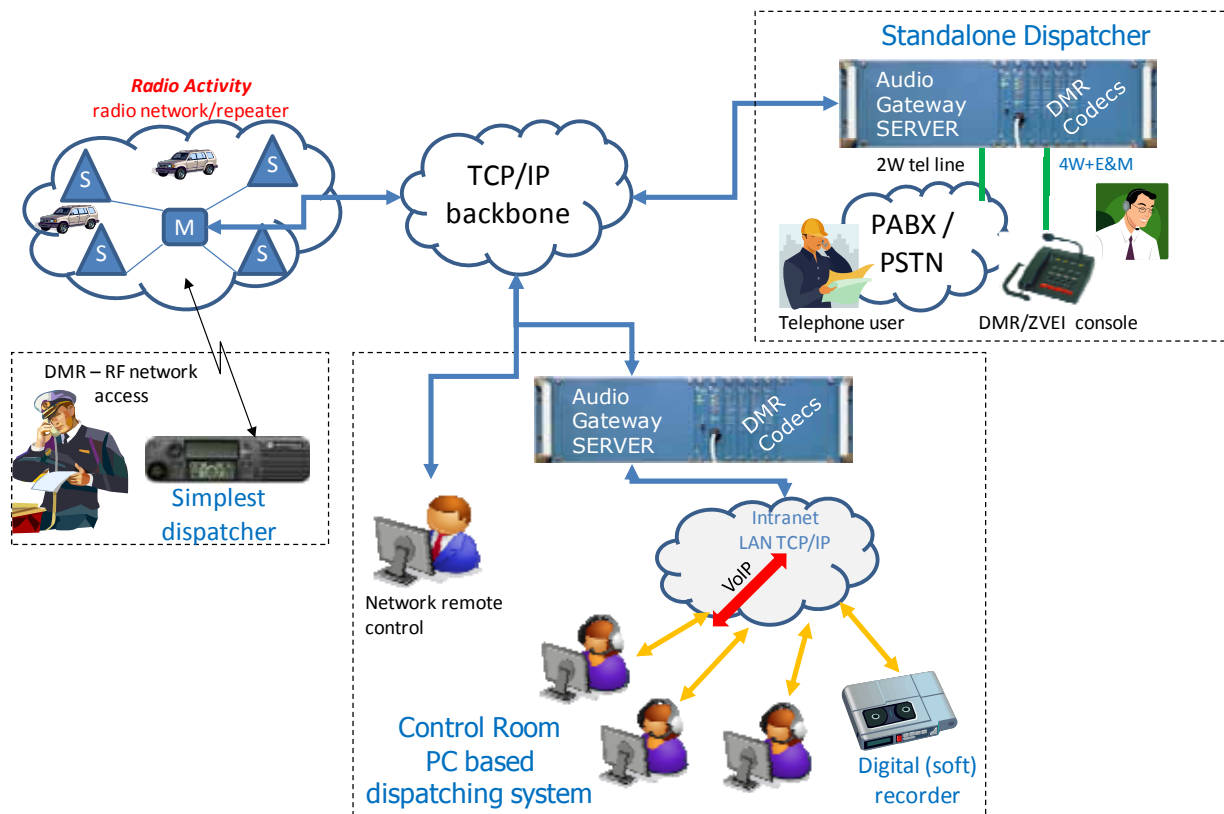 Radio Activity
radio network/repeater
S
S
S
M
S
S
TCP/IP
backbone
Standalone Dispatcher
Audio
Gateway
SERVER
DMR
Codecs
2W tel line
4W+E&M
PABX /
PSTN
Telephone user
DMR/ZVEI console
DMR – RF network
access
Simplest
dispatcher
Audio
Gateway
SERVER
DMR
Codecs
Network remote
control
Intranet
LAN TCP/IP
VoIP
Control Room
PC based
dispatching system
Digital (soft)
recorder